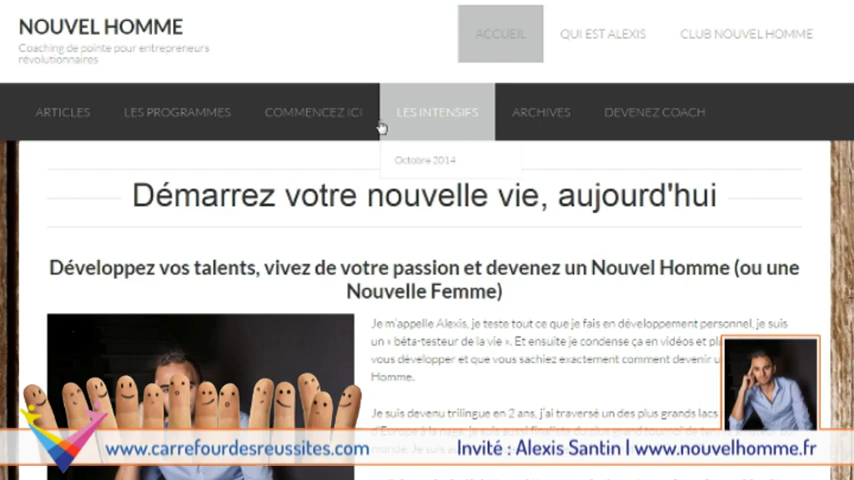 NOUVEL HOMME
Coaching de pointe pour entrepreneurs
révolutionnaires
ACCUEIL
QUI EST ALEXIS
CLUB NOUVEL HOMME
ARTICLES
LES PROGRAMMES
COMMENCEZ ICI
LES INTENSIFS
ARCHIVES
DEVENEZ COACH
Octobre 2014
Démarrez votre nouvelle vie, aujourd'hui
Développez vos talents, vivez de votre passion et devenez un Nouvel Homme (ou une
Nouvelle Femme)
Je m'appelle Alexis, je teste tout ce que je fais en développement personnel, je suis
un « bêta-testeur de la vie ». Et ensuite je condense ça en vidéos et
vous développer et que vous sachiez exactement comment devenir
Homme.
Je suis devenu trilingue en 2 ans, j'ai traversé un des plus grands lacs
www.carrefourdesreussites.com
Invité : Alexis Santin | www.nouvelhomme.fr